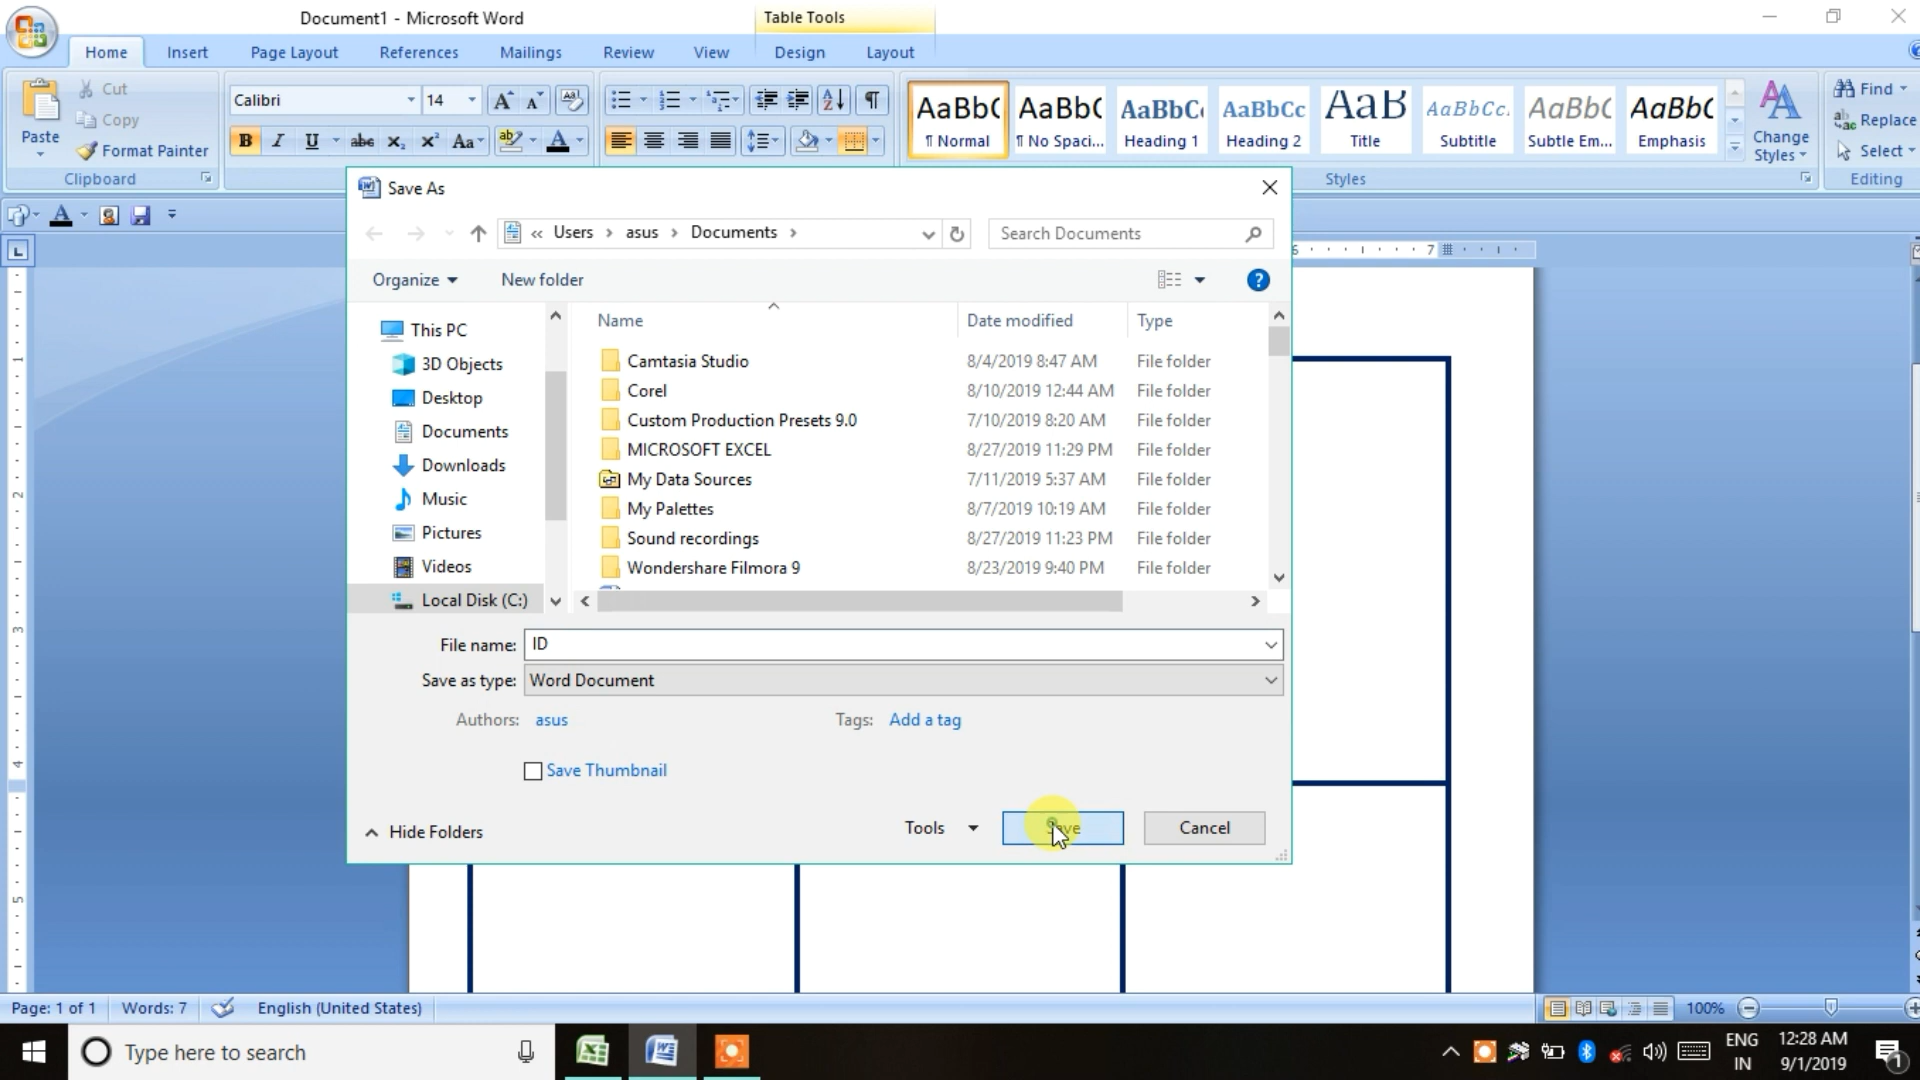 Document1 - Microsoft Word
Table Tools
Home Insert Page Layout References Mailings Review View Design Layout
Paste
Cut
Copy
Format Painter
Clipboard
Calibri 14
B I U abc x₂ x² Aa ab A
AaBbC AaBbC AaBbC AaBbCc AaB AaBbCc. AaBbC AaBbC
¶ Normal ¶ No Spaci... Heading 1 Heading 2 Title Subtitle Subtle Em... Emphasis
Change Styles
Styles
Find
Replace
Select
Editing
Save As
« Users › asus › Documents ›
Search Documents
Organize New folder
This PC
3D Objects
Desktop
Documents
Downloads
Music
Pictures
Videos
Local Disk (C:)
Name Date modified Type
Camtasia Studio 8/4/2019 8:47 AM File folder
Corel 8/10/2019 12:44 AM File folder
Custom Production Presets 9.0 7/10/2019 8:20 AM File folder
MICROSOFT EXCEL 8/27/2019 11:29 PM File folder
My Data Sources 7/11/2019 5:37 AM File folder
My Palettes 8/7/2019 10:19 AM File folder
Sound recordings 8/27/2019 11:23 PM File folder
Wondershare Filmora 9 8/23/2019 9:40 PM File folder
File name: ID
Save as type: Word Document
Authors: asus Tags: Add a tag
Save Thumbnail
Hide Folders Tools Save Cancel
Page: 1 of 1 Words: 7 English (United States) 100%
Type here to search
ENG
IN
12:28 AM
9/1/2019
1